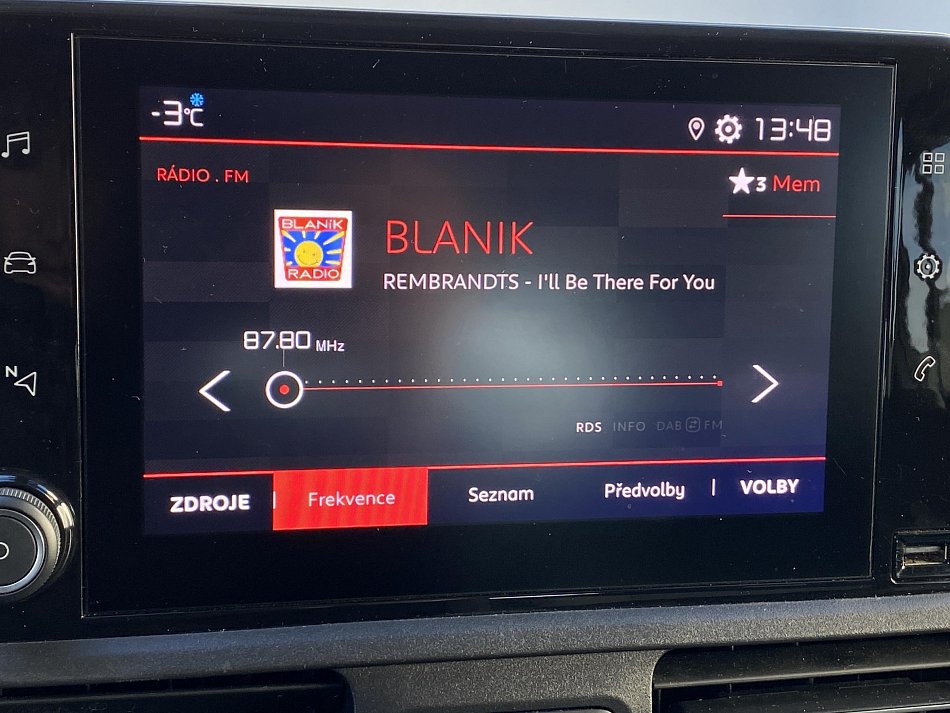 -3°C
13:48
RÁDIO . FM
★3 Mem
BLANIK
RADIO
BLANIK
REMBRANDTS - I'll Be There For You
87.80 MHz
RDS INFO DAB FM
N
ZDROJE | Frekvence Seznam Předvolby | VOLBY